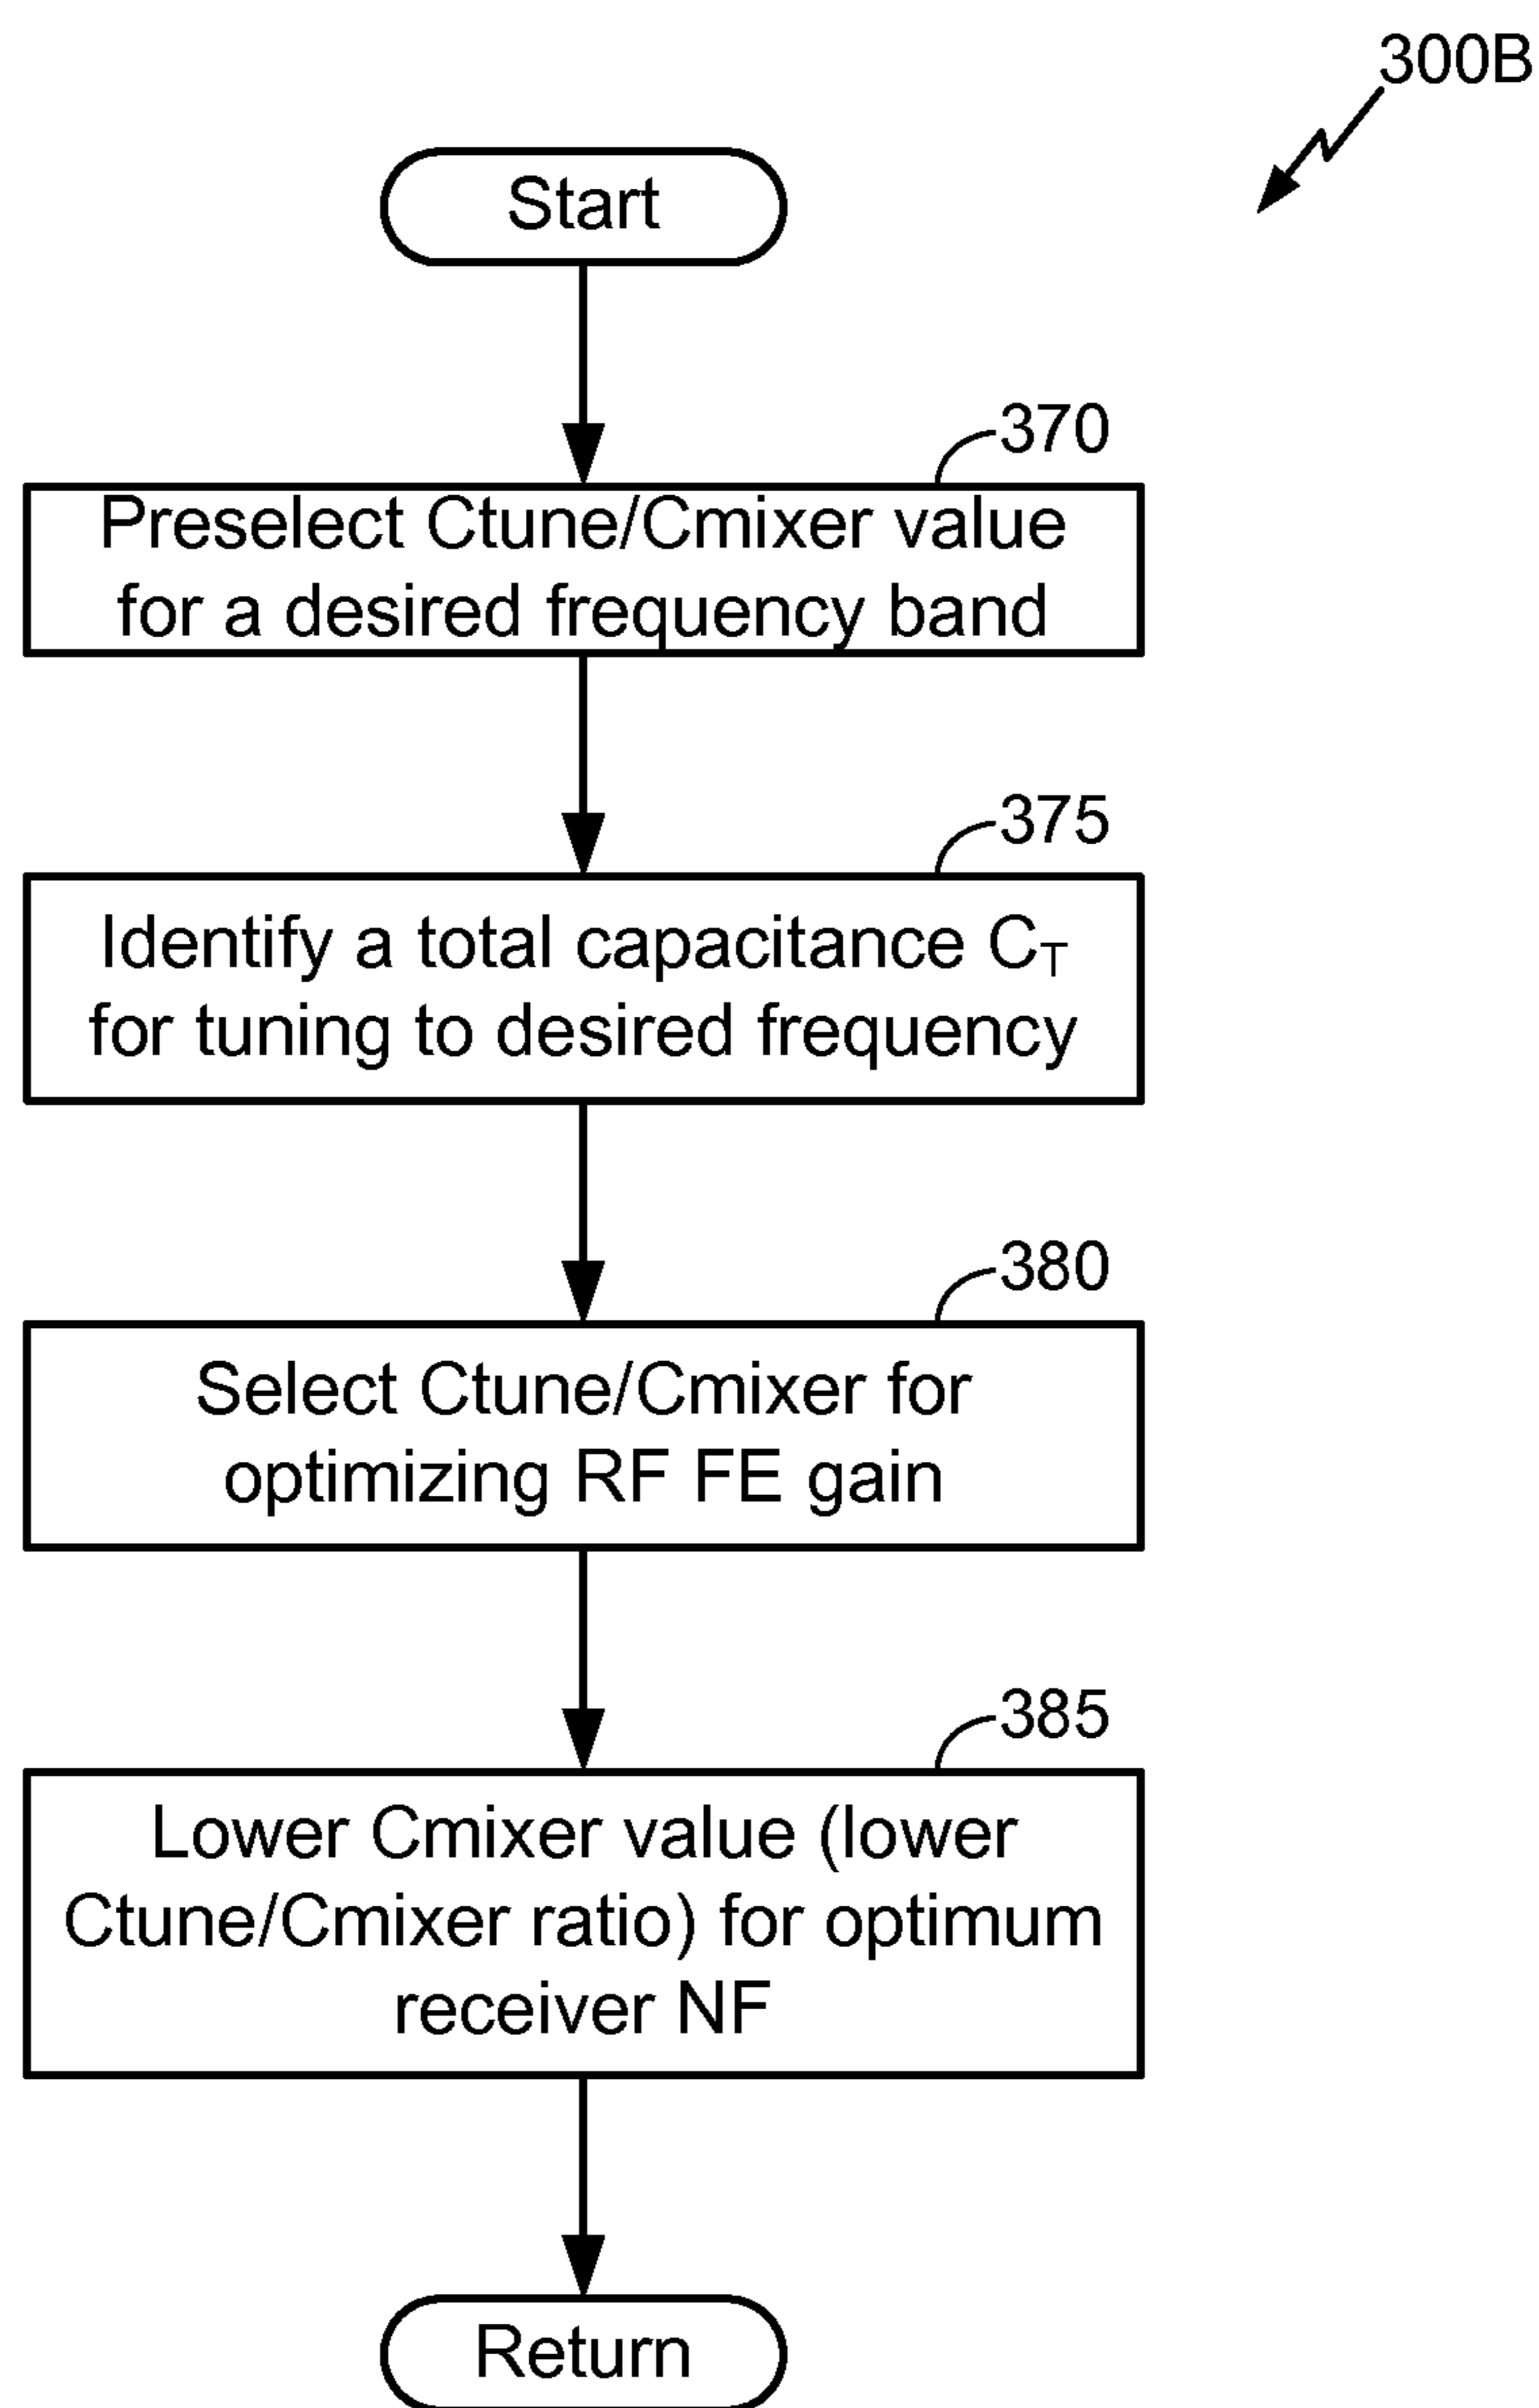 300B
Start
370
Preselect Ctune/Cmixer value
for a desired frequency band
375
Identify a total capacitance C_T
for tuning to desired frequency
380
Select Ctune/Cmixer for
optimizing RF FE gain
385
Lower Cmixer value (lower
Ctune/Cmixer ratio) for optimum
receiver NF
Return